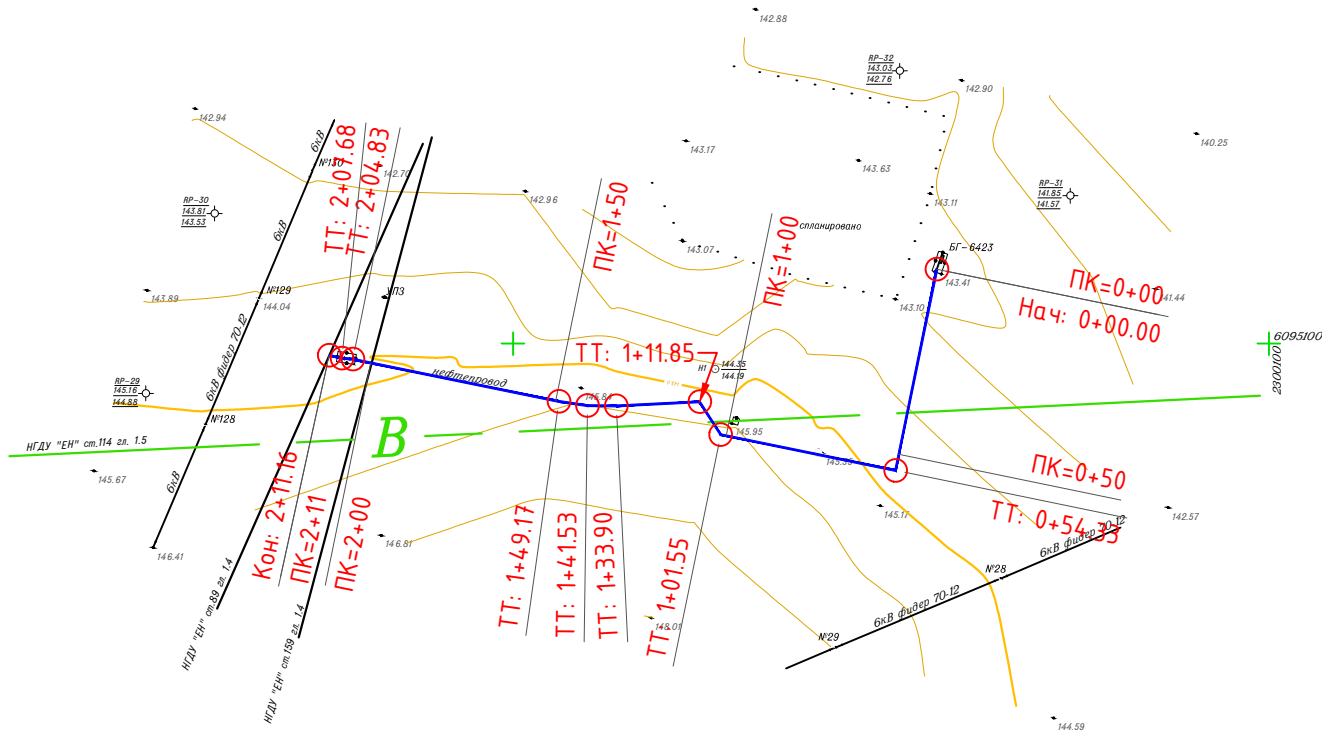 142.88
RP-32
143.03
142.76
142.90
142.94
140.25
6кВ
№130
ТТ: 2+07.68
ТТ: 2+04.83
142.70
143.17
143.63
RP-31
141.85
141.57
RP-30
143.81
143.53
142.96
ПК=1+50
143.11
6кВ
ПК=1+00
спланировано
143.07
БГ-6423
143.41
ПК=0+00
141.44
143.89
№129
144.04
УПЗ
143.10
Нач: 0+00.00
6кВ фидер 70-12
6095100
2300100
ТТ: 1+11.85
Н1
144.35
144.19
нефтепровод
RP-29
145.16
144.88
145.84
№128
В
145.95
НГДУ "ЕН" ст.114 гл. 1.5
145.67
6кВ
ПК=0+50
145.17
142.57
ТТ: 0+54.33
6кВ фидер 70-12
Кон: 2+11.16
ПК=2+11
ПК=2+00
146.81
146.41
ТТ: 1+49.17
ТТ: 1+41.53
ТТ: 1+33.90
ТТ: 1+01.55
№28
6кВ фидер 70-12
148.01
№29
НГДУ "ЕН" ст.89 гл. 1.4
НГДУ "ЕН" ст.159 гл. 1.4
144.59